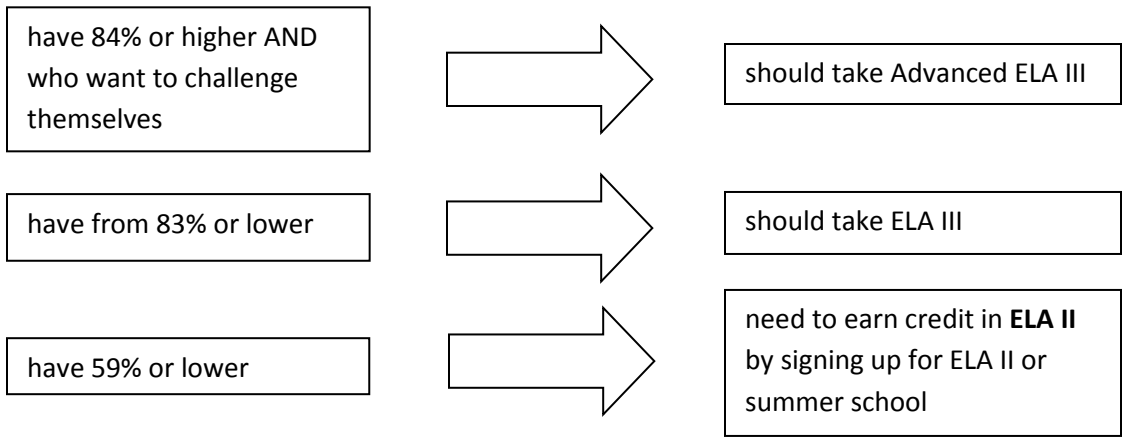 have 84% or higher AND
who want to challenge
themselves
should take Advanced ELA III
have from 83% or lower
should take ELA III
have 59% or lower
need to earn credit in ELA II
by signing up for ELA II or
summer school